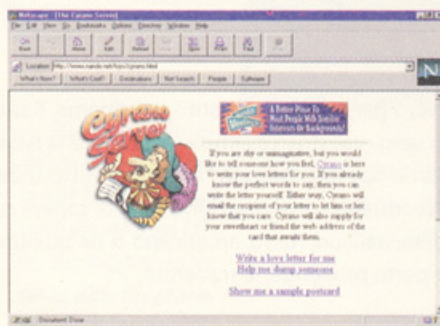 Netscape - [The Cyrano Server]
File Edit View Go Bookmarks Options Directory Window Help
Back Home Edit Reload Open Print Find
Location: http://www.nando.net/toys/cyrano.html
What's New? What's Cool? Destinations Net Search People Software
N
Cyrano
Server
A Better Place To
Meet People With Similar
Interests Or Backgrounds!
If you are shy or unimaginative, but you would
like to tell someone how you feel, Cyrano is here
to write your love letters for you. If you already
know the perfect words to say, then you can
write the letter yourself. Either way, Cyrano will
email the recipient of your letter to let him or her
know that you care. Cyrano will also supply for
your sweetheart or friend the web address of the
card that awaits them.
Write a love letter for me
Help me dump someone
Show me a sample postcard
Document: Done